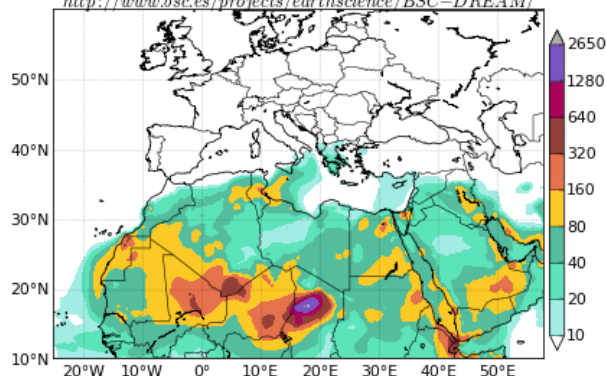 http://www.bsc.es/projects/earthscience/BSC−DREAM/
50°N
40°N
30°N
20°N
10°N
20°W 10°W 0° 10°E 20°E 30°E 40°E 50°E
2650
1280
640
320
160
80
40
20
10